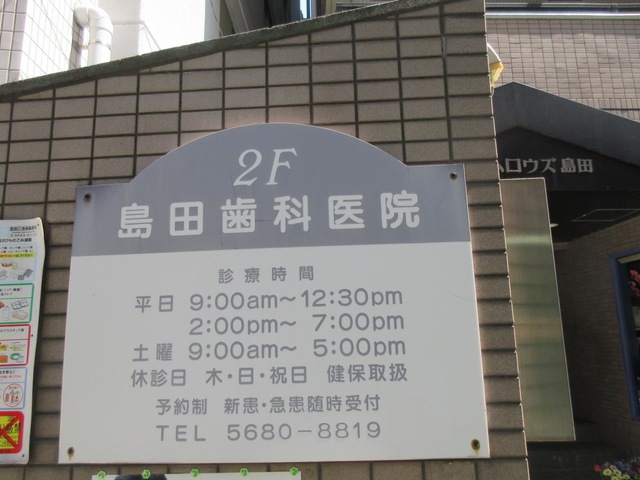 2F
島田歯科医院
診療時間
平日 9:00am～12:30pm
2:00pm～ 7:00pm
土曜 9:00am～ 5:00pm
休診日 木・日・祝日 健保取扱
予約制 新患・急患随時受付
TEL 5680-8819
ロウズ島田